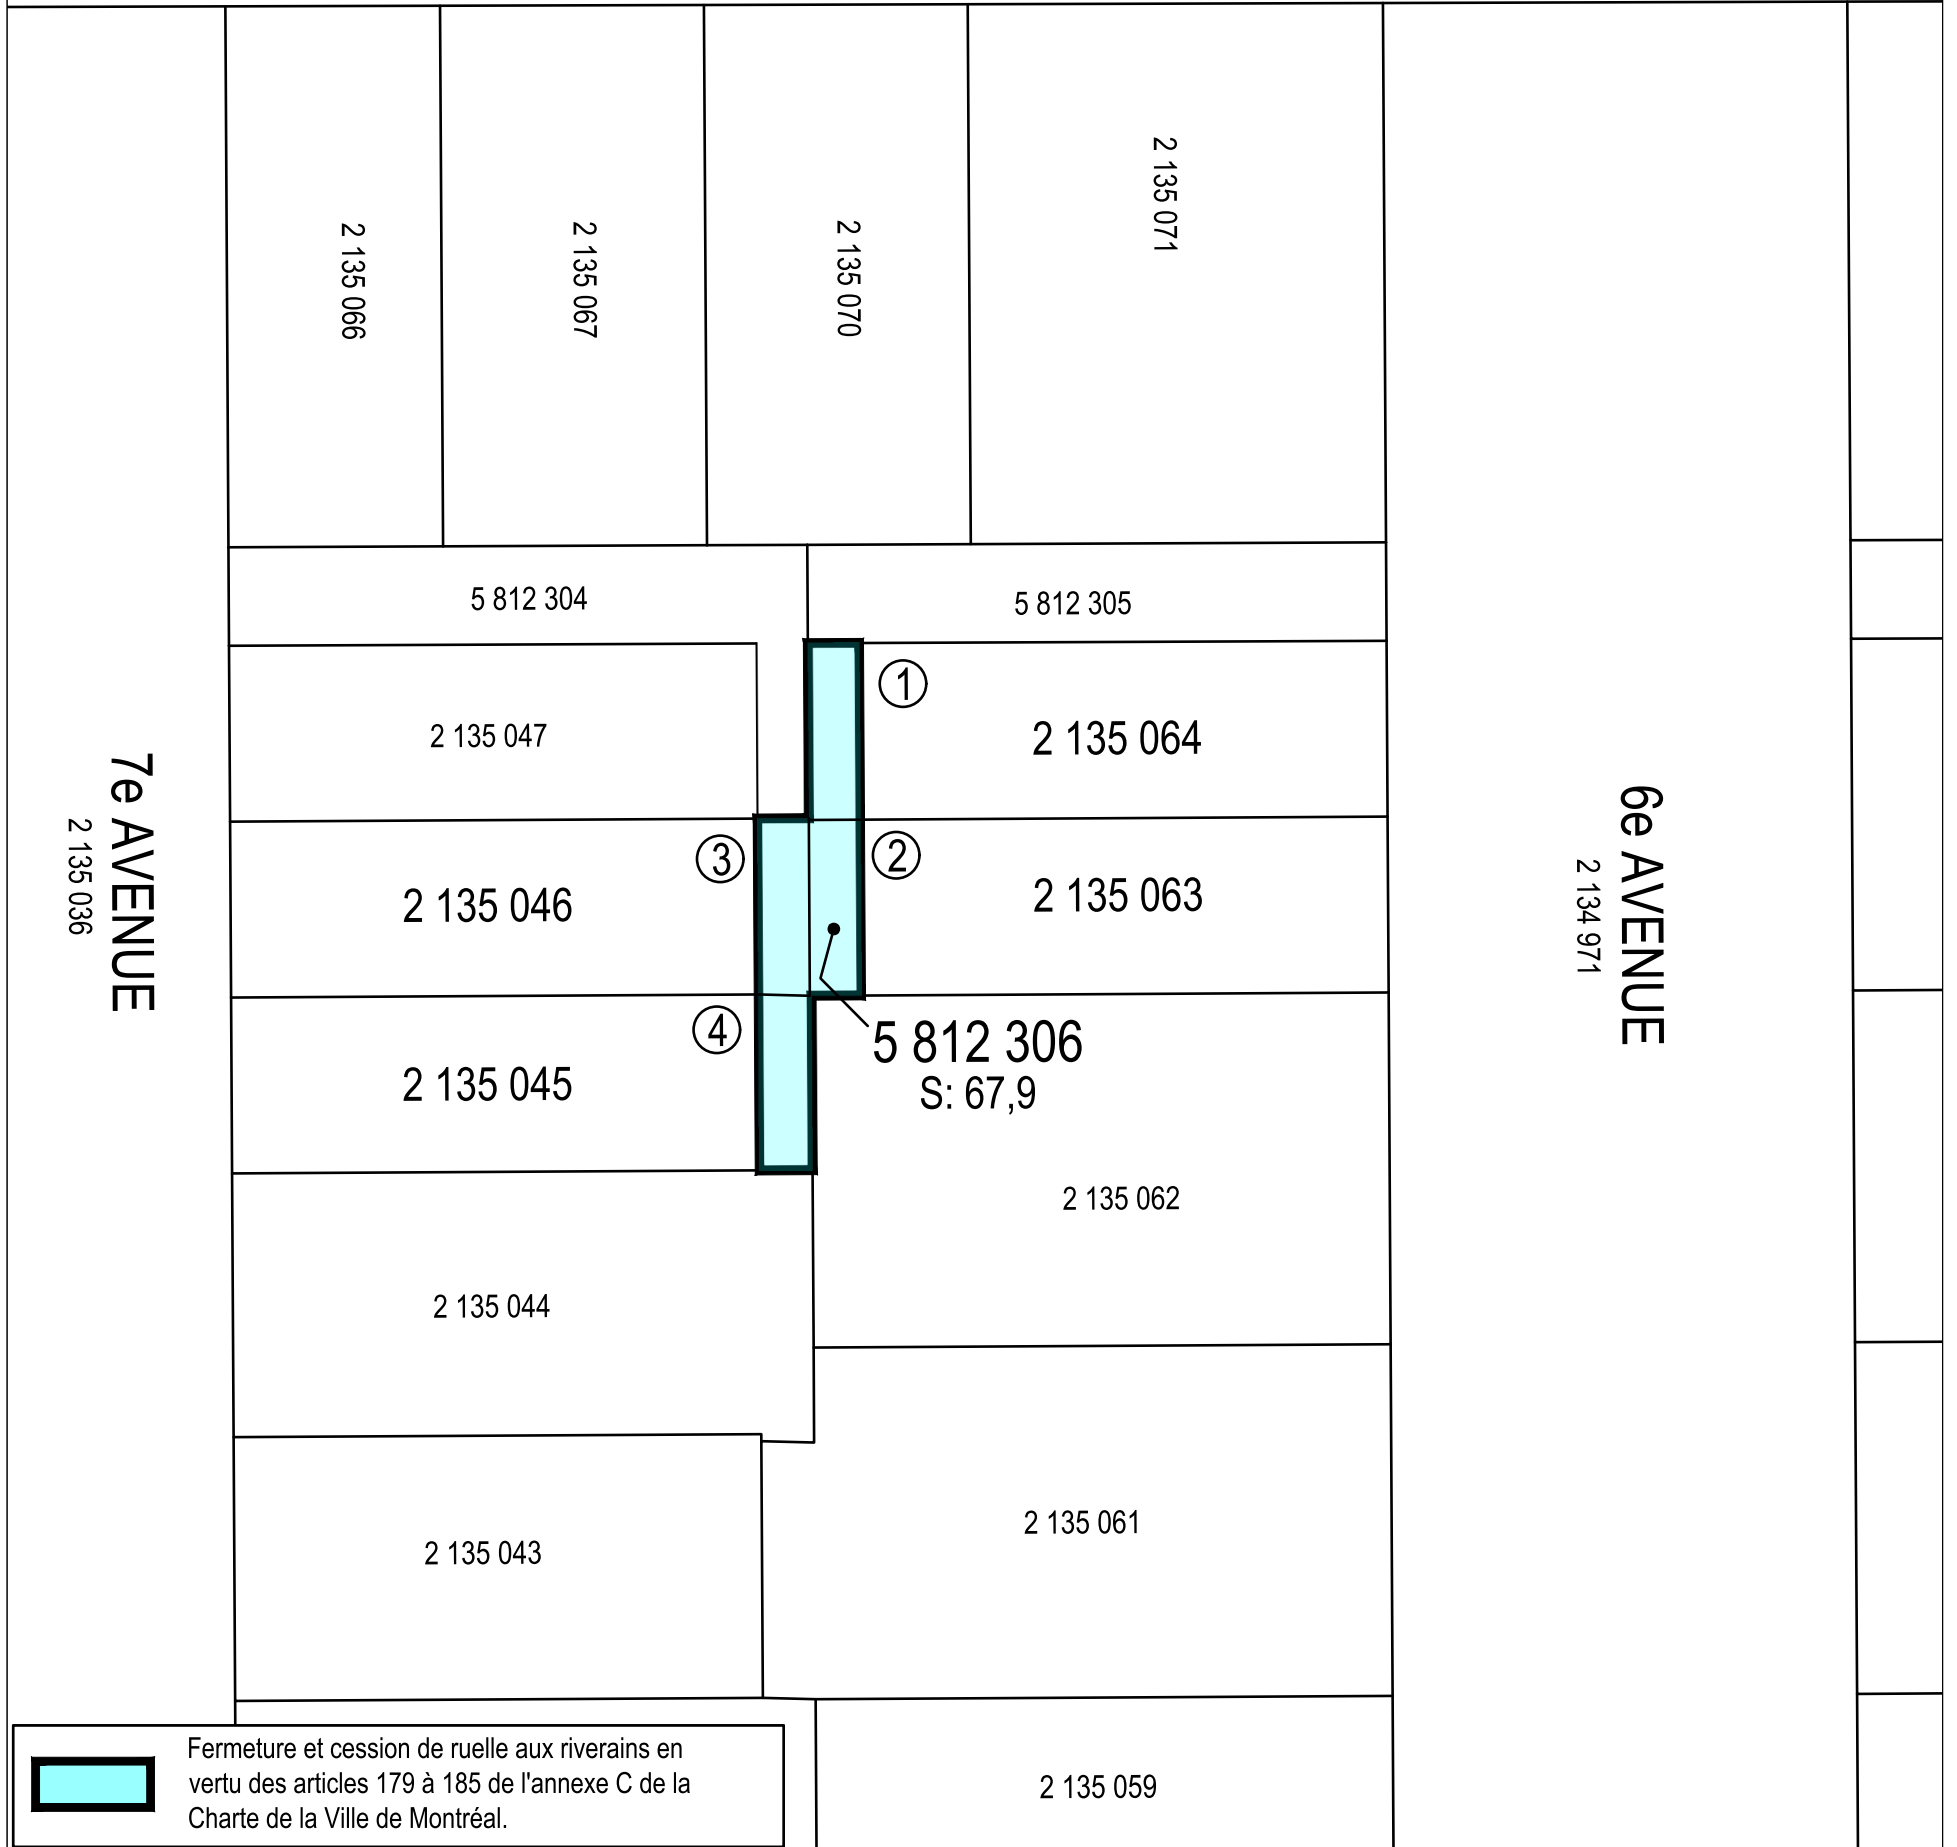 2 135 066
2 135 067
2 135 070
2 135 071
5 812 304
5 812 305
1
2 135 047
2 135 064
7e AVENUE
2 135 036
6e AVENUE
2 134 971
3
2
2 135 046
2 135 063
4
5 812 306
S: 67,9
2 135 045
2 135 062
2 135 044
2 135 061
2 135 043
Fermeture et cession de ruelle aux riverains en
vertu des articles 179 à 185 de l'annexe C de la
Charte de la Ville de Montréal.
2 135 059